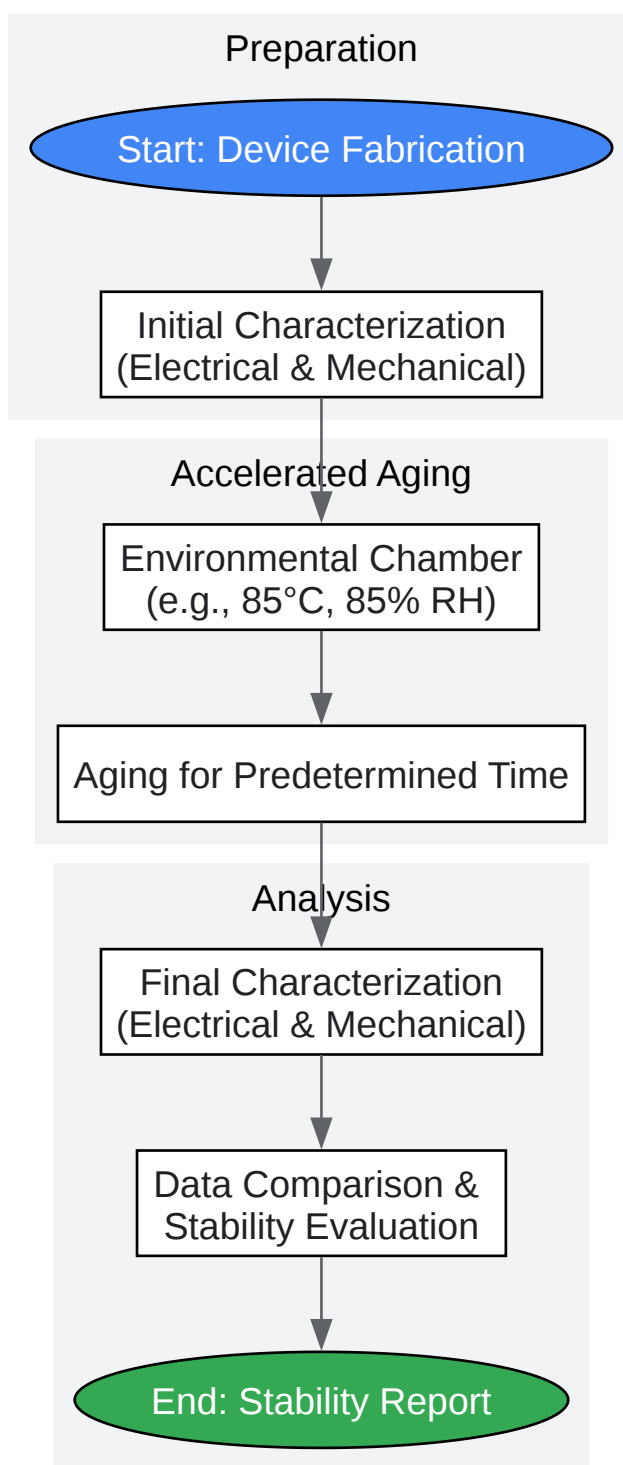 Preparation
Start: Device Fabrication
Initial Characterization
(Electrical & Mechanical)
Accelerated Aging
Environmental Chamber
(e.g., 85°C, 85% RH)
Aging for Predetermined Time
Analysis
Final Characterization
(Electrical & Mechanical)
Data Comparison &
Stability Evaluation
End: Stability Report